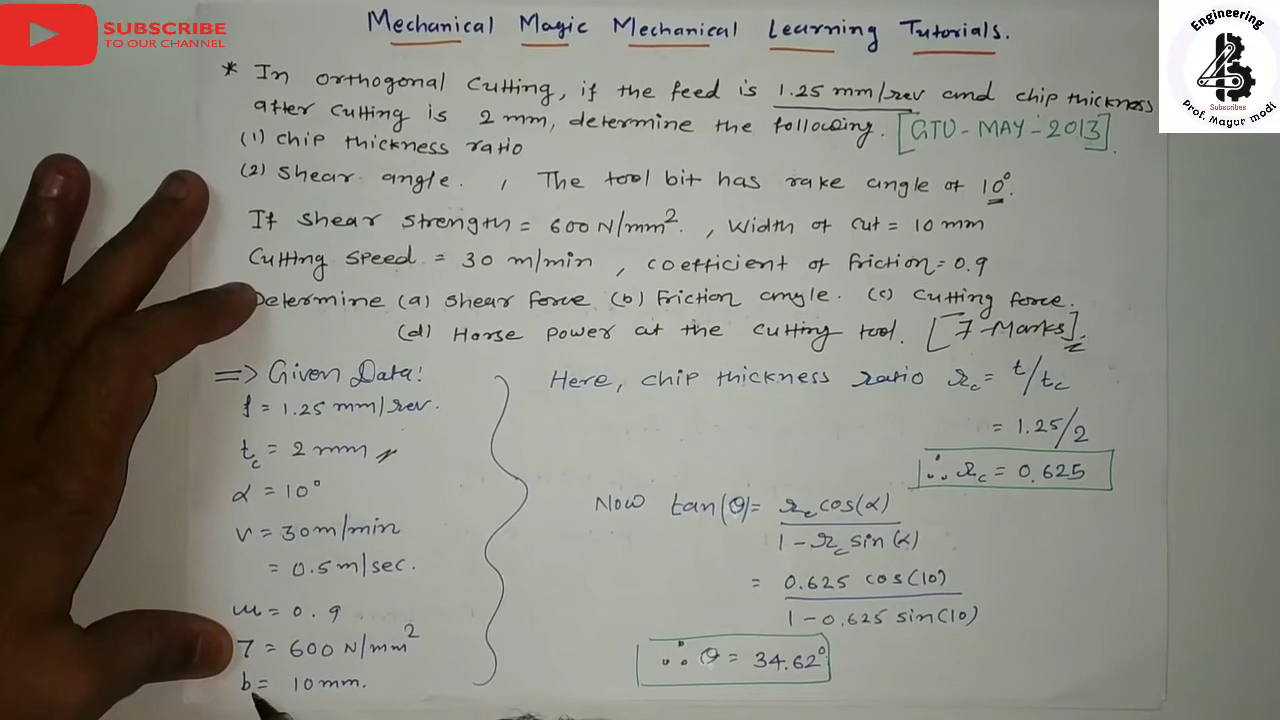 SUBSCRIBE
TO OUR CHANNEL
Mechanical Magic Mechanical Learning Tutorials.
Engineering
Subscribes
Prof. Mayur modi
* In orthogonal cutting, if the feed is 1.25 mm/rev and chip thickness
after cutting is 2 mm, determine the following. [GTU - MAY - 2013].
(1) chip thickness ratio
(2) shear angle. , The tool bit has rake angle of 10°.
If shear strength = 600 N/mm². , width of cut = 10 mm
Cutting speed = 30 m/min , coefficient of friction = 0.9
Determine (a) shear force (b) friction angle. (c) cutting force.
(d) Horse power at the cutting tool. [7 Marks].
=> Given Data:
f = 1.25 mm/rev.
tc = 2 mm
α = 10°
v = 30 m/min
= 0.5 m/sec.
μ = 0.9
τ = 600 N/mm²
b = 10 mm.
Here, chip thickness ratio rc = t/tc
= 1.25/2
∴ rc = 0.625
Now tan(θ) = rc cos(α)
1 - rc sin(α)
= 0.625 cos(10)
1 - 0.625 sin(10)
∴ θ = 34.62°